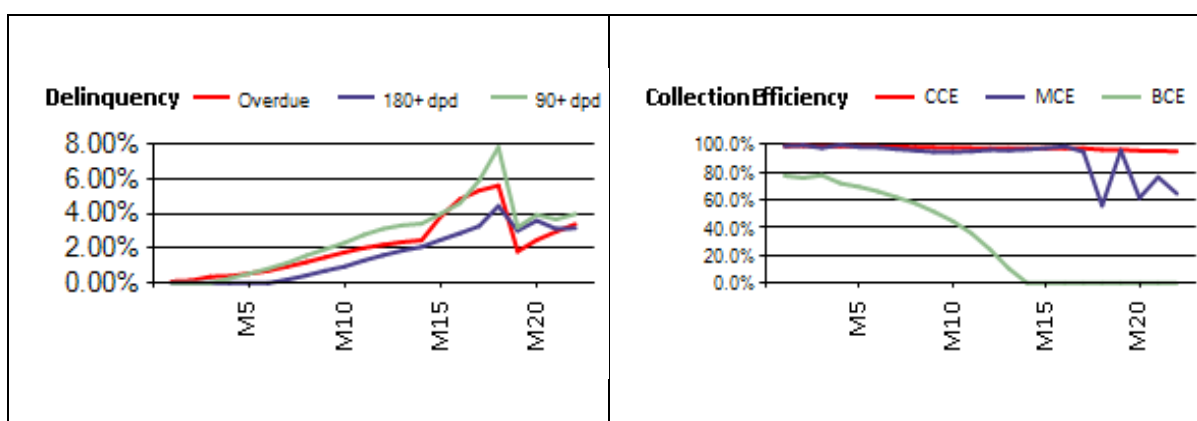 Delinquency Overdue 180+ dpd 90+ dpd
8.00%
6.00%
4.00%
2.00%
0.00%
M5
M10
M15
M20
Collection Efficiency CCE MCE BCE
100.0%
80.0%
60.0%
40.0%
20.0%
0.0%
M5
M10
M15
M20